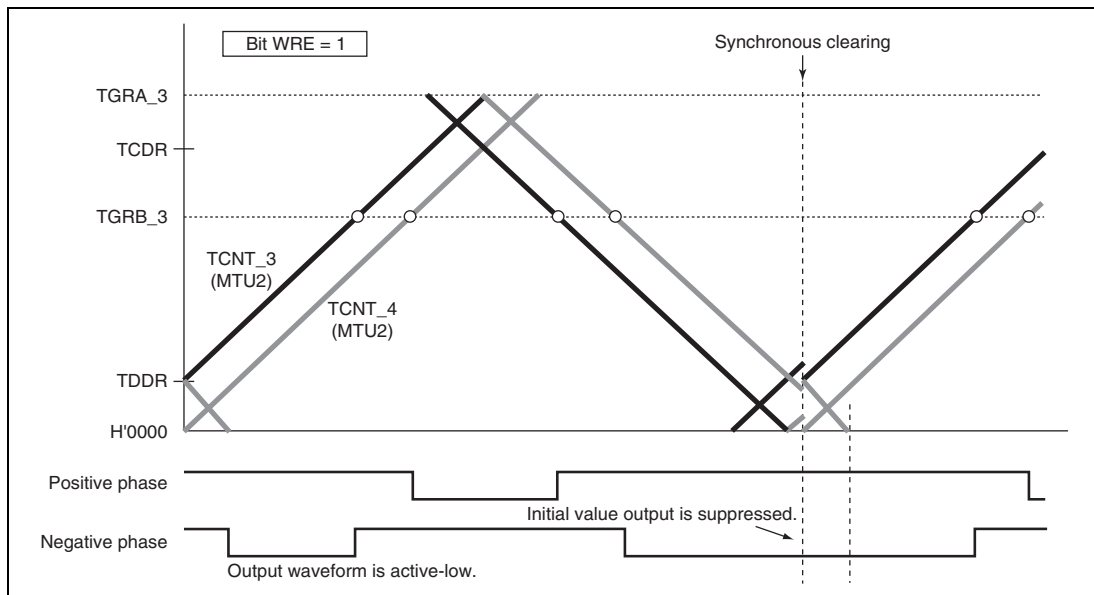 Bit WRE = 1
Synchronous clearing
TGRA_3
TCDR
TGRB_3
TCNT_3
(MTU2)
TCNT_4
(MTU2)
TDDR
H'0000
Positive phase
Initial value output is suppressed.
Negative phase
Output waveform is active-low.